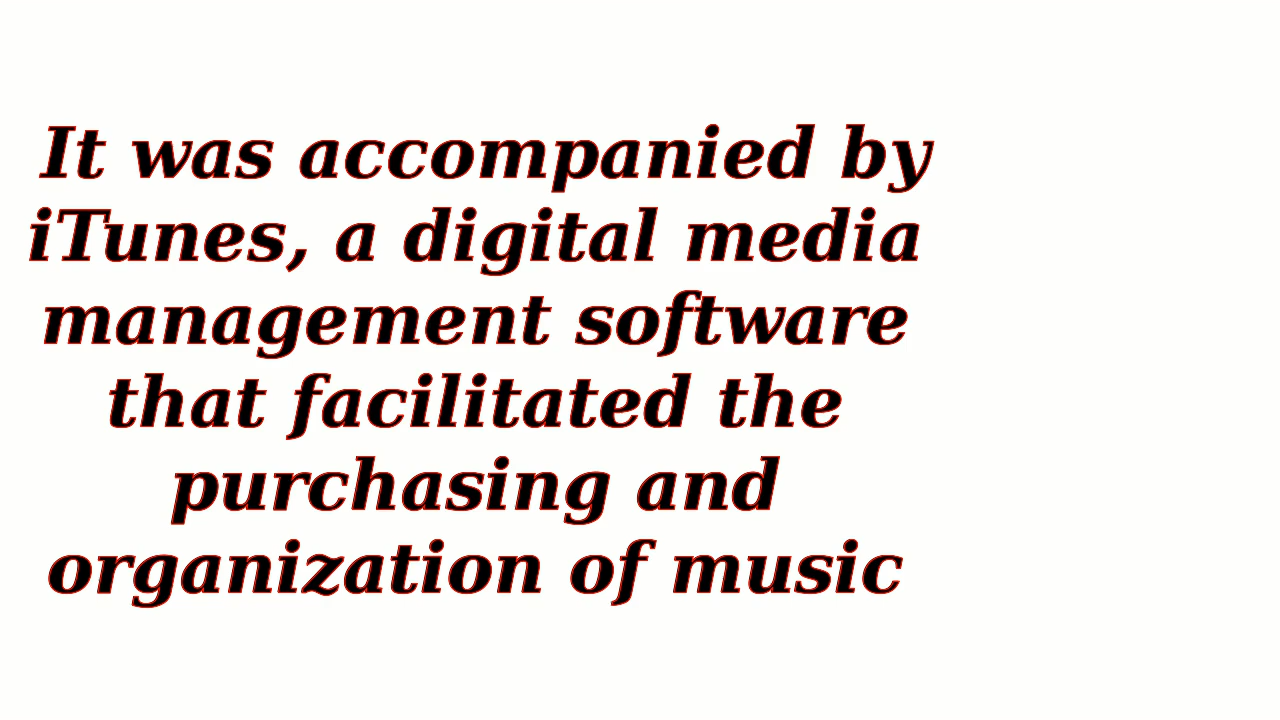 It was accompanied by
iTunes, a digital media
management software
that facilitated the
purchasing and
organization of music